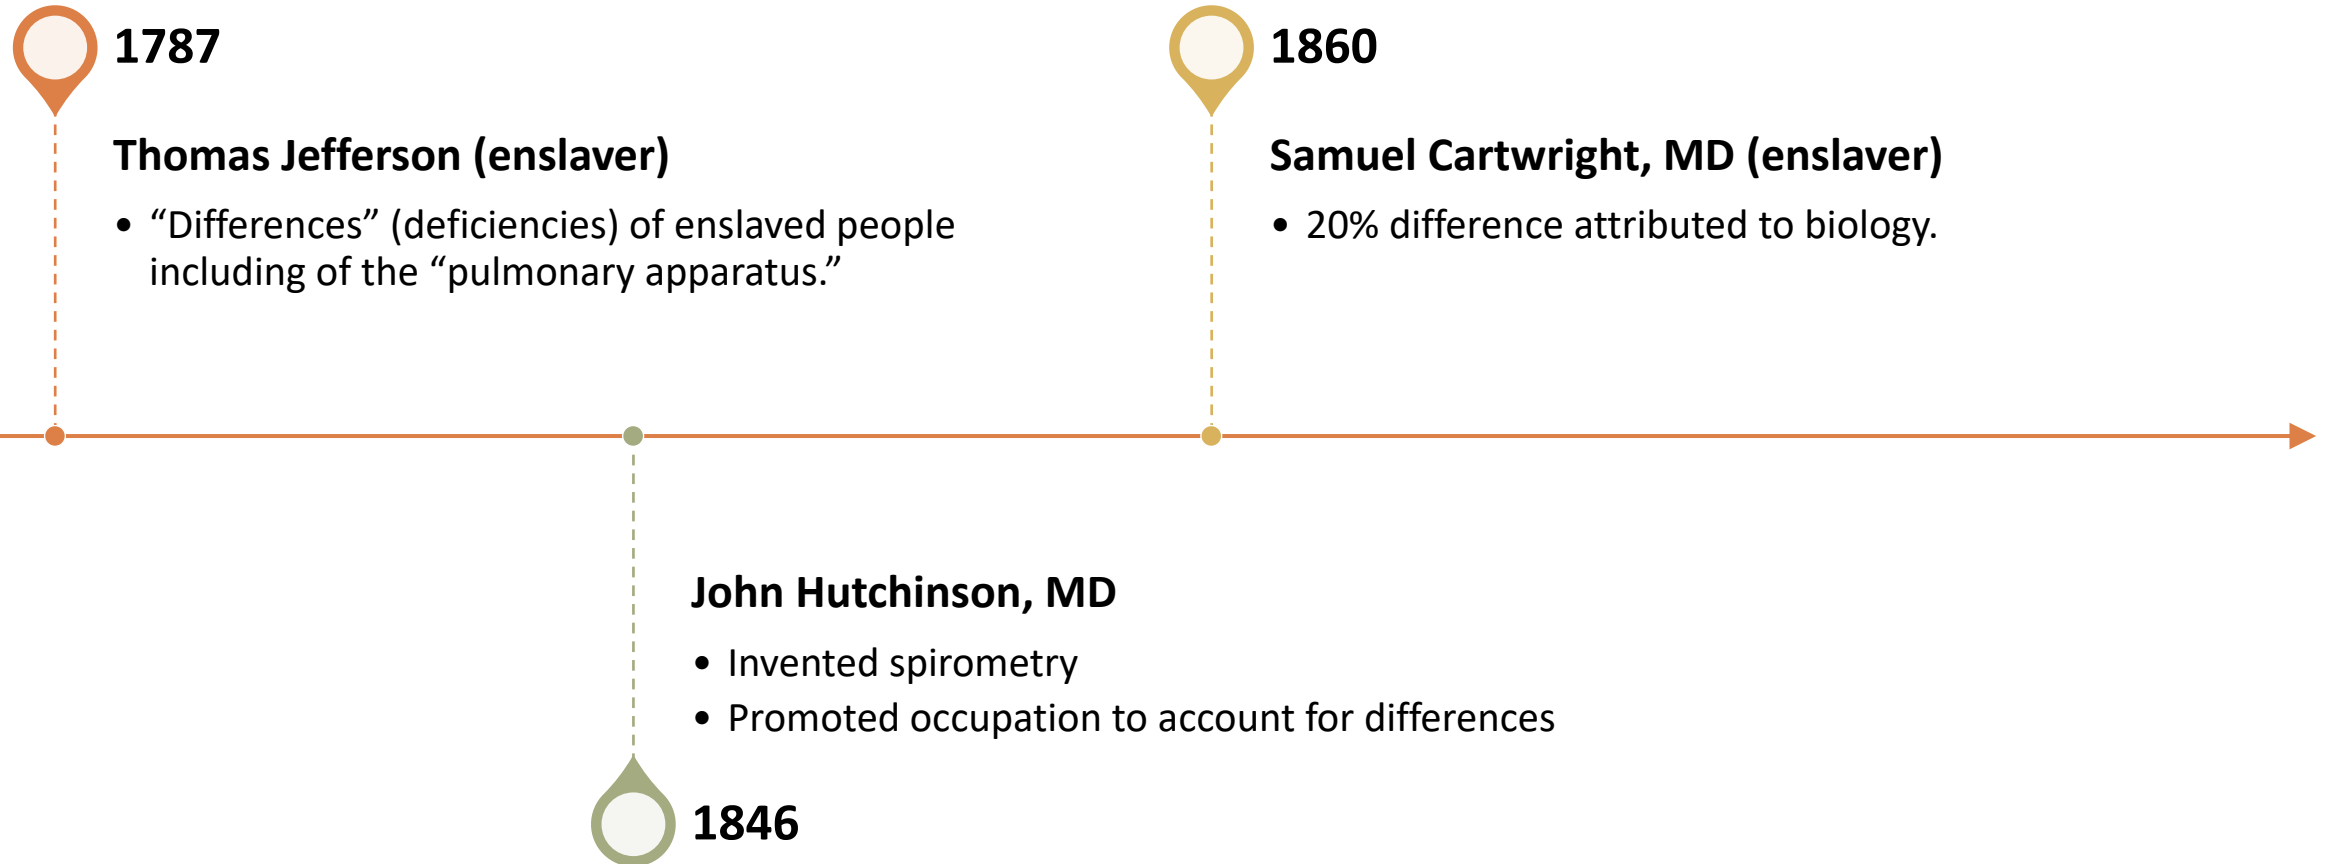 1787
Thomas Jefferson (enslaver)
• “Differences” (deficiencies) of enslaved people
including of the “pulmonary apparatus.”
1860
Samuel Cartwright, MD (enslaver)
• 20% difference attributed to biology.
John Hutchinson, MD
• Invented spirometry
• Promoted occupation to account for differences
1846